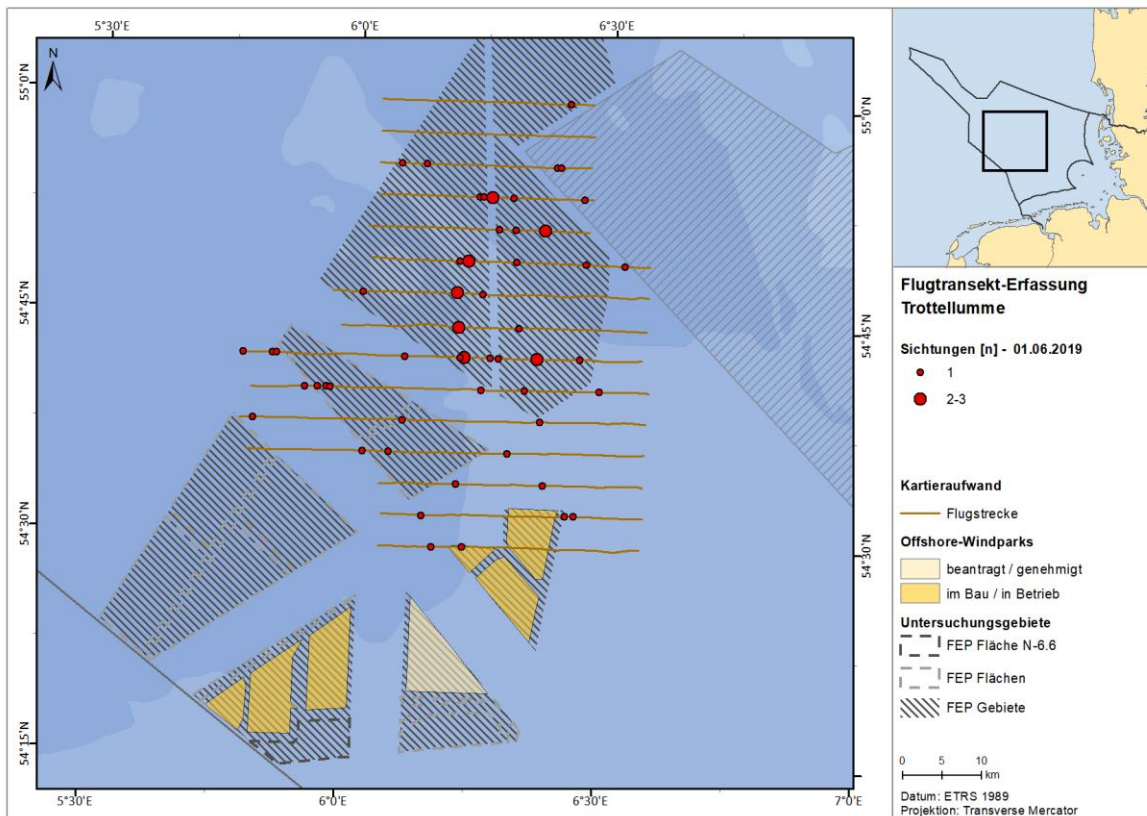 5°30'E
6°0'E
6°30'E
N
55°0'N
54°45'N
54°30'N
54°15'N
55°0'N
54°45'N
54°30'N
5°30'E
6°0'E
6°30'E
7°0'E
Flugtransekt-Erfassung
Trottellumme
Sichtungen [n] - 01.06.2019
1
2-3
Kartieraufwand
Flugstrecke
Offshore-Windparks
beantragt / genehmigt
im Bau / in Betrieb
Untersuchungsgebiete
FEP Fläche N-6.6
FEP Flächen
FEP Gebiete
0 5 10
km
Datum: ETRS 1989
Projektion: Transverse Mercator